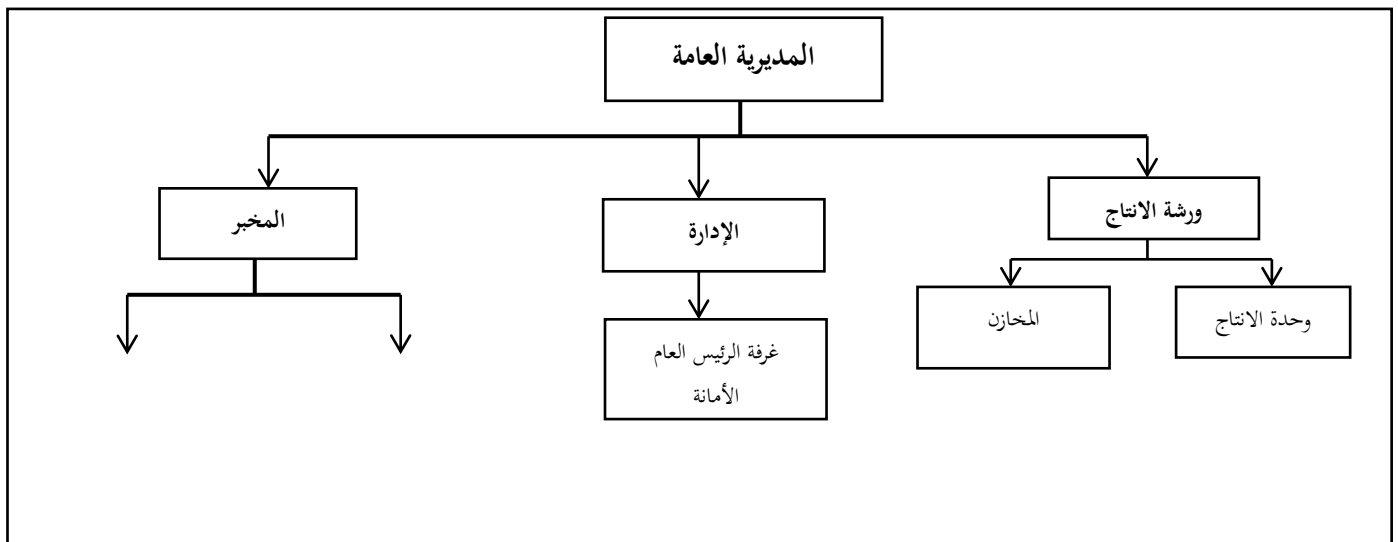 المديرية العامة
ورشة الانتاج
الإدارة
المخبر
وحدة الانتاج
المخازن
غرفة الرئيس العام
الأمانة